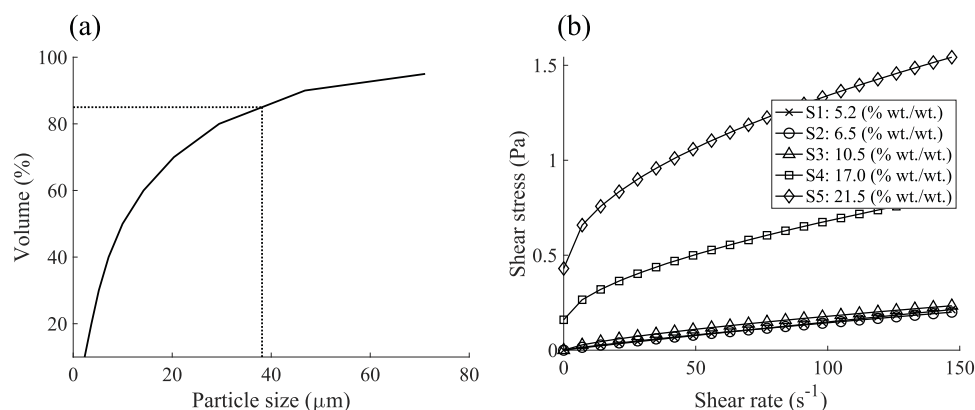 (a)
100
80
60
40
20
Volume (%)
0
20
40
60
80
Particle size (μm)
(b)
1.5
1
0.5
0
Shear stress (Pa)
S1: 5.2 (% wt./wt.)
S2: 6.5 (% wt./wt.)
S3: 10.5 (% wt./wt.)
S4: 17.0 (% wt./wt.)
S5: 21.5 (% wt./wt.)
0
50
100
150
Shear rate (s⁻¹)